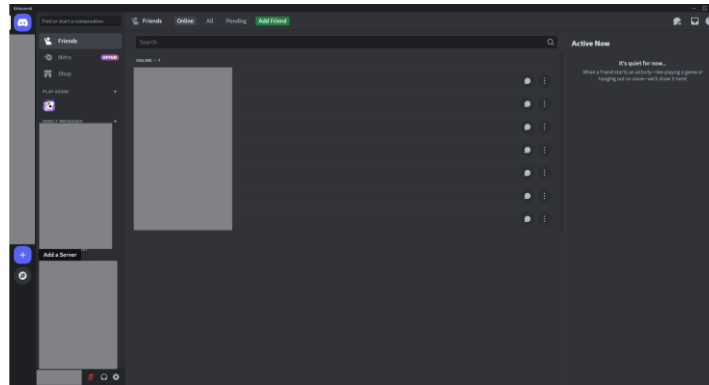 Discord
Find or start a conversation
Friends
Online
All
Pending
Add Friend
Friends
Nitro
OFFER
Shop
PLAY AGAIN
+
DIRECT MESSAGES
+
Add a Server
Search
ONLINE — 7
Active Now
It's quiet for now...
When a friend starts an activity—like playing a game or
hanging out on voice—we'll show it here!